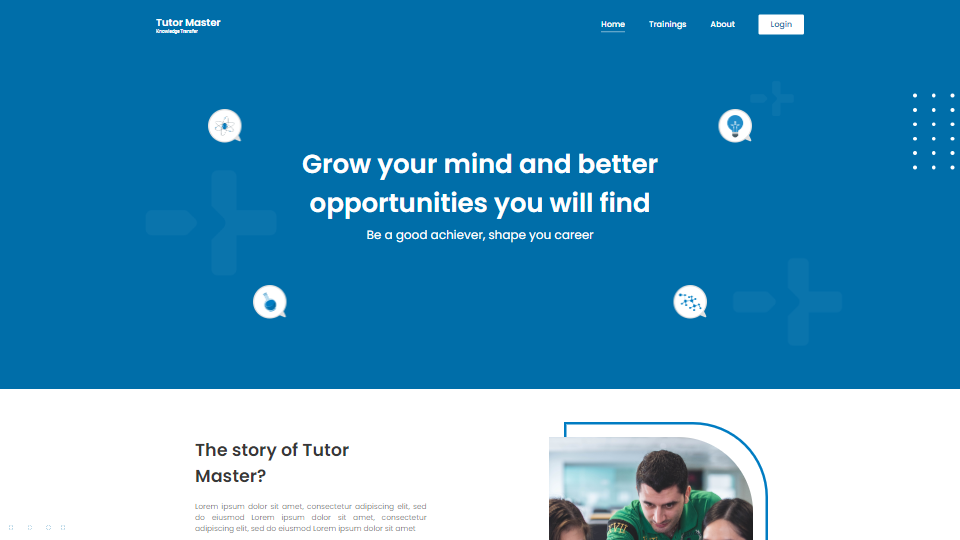 Tutor Master
Knowledge Transfer
Home Trainings About Login
Grow your mind and better
opportunities you will find
Be a good achiever, shape you career
The story of Tutor
Master?
Lorem ipsum dolor sit amet, consectetur adipiscing elit, sed
do eiusmod Lorem ipsum dolor sit amet, consectetur
adipiscing elit, sed do eiusmod Lorem ipsum dolor sit amet